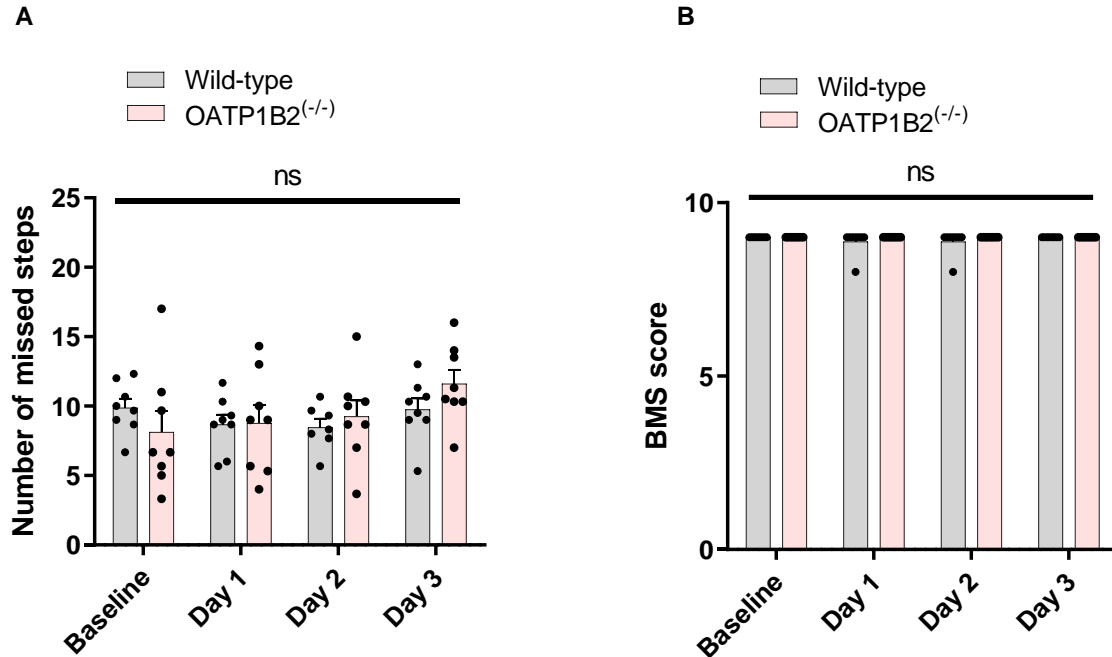 A
Wild-type
OATP1B2(-/-)
ns
Number of missed steps
25
20
15
10
5
0
Baseline
Day 1
Day 2
Day 3
B
Wild-type
OATP1B2(-/-)
ns
BMS score
10
5
0
Baseline
Day 1
Day 2
Day 3